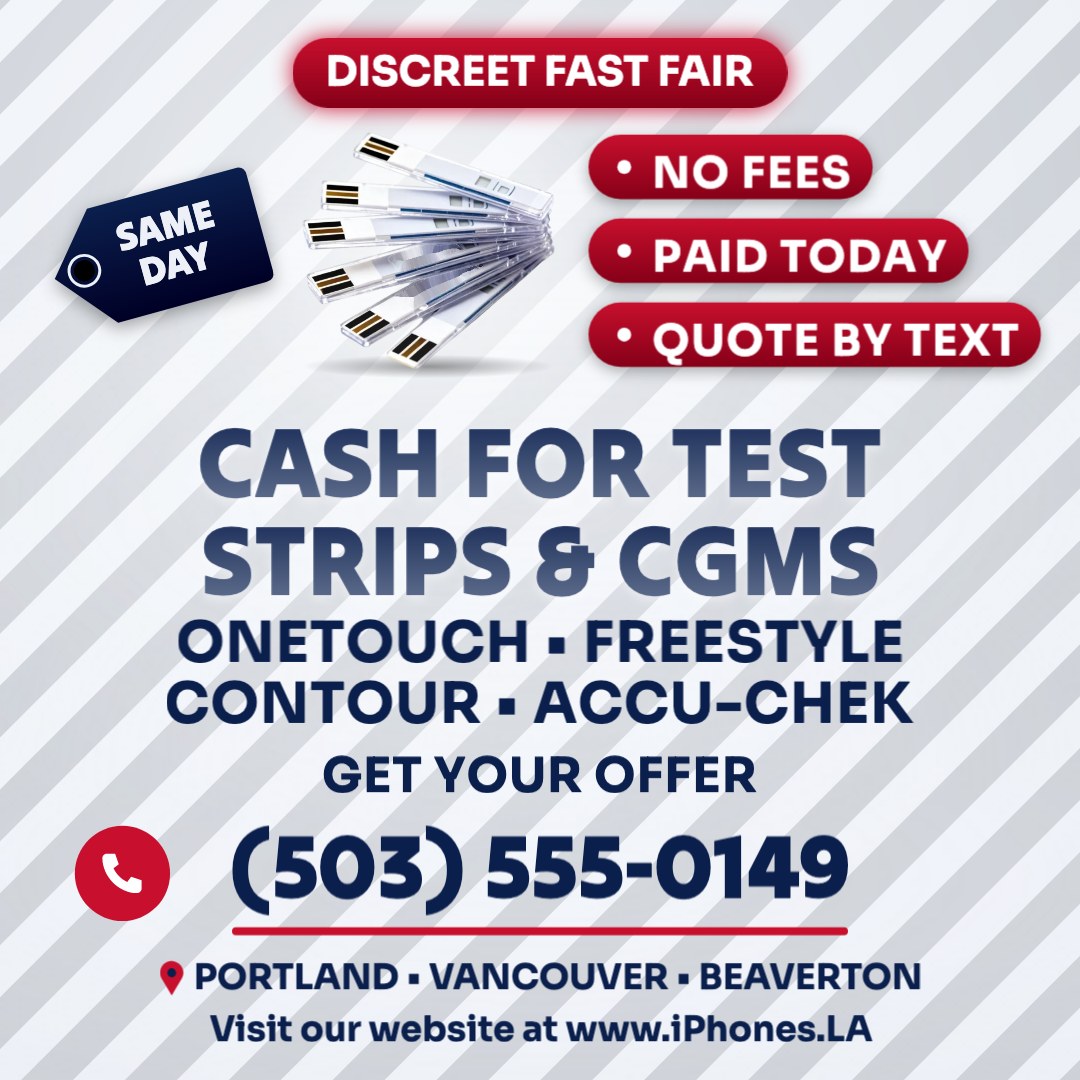 DISCREET FAST FAIR
SAME
DAY
• NO FEES
• PAID TODAY
• QUOTE BY TEXT
CASH FOR TEST
STRIPS & CGMS
ONETOUCH ▪ FREESTYLE
CONTOUR ▪ ACCU-CHEK
GET YOUR OFFER
(503) 555-0149
PORTLAND ▪ VANCOUVER ▪ BEAVERTON
Visit our website at www.iPhones.LA